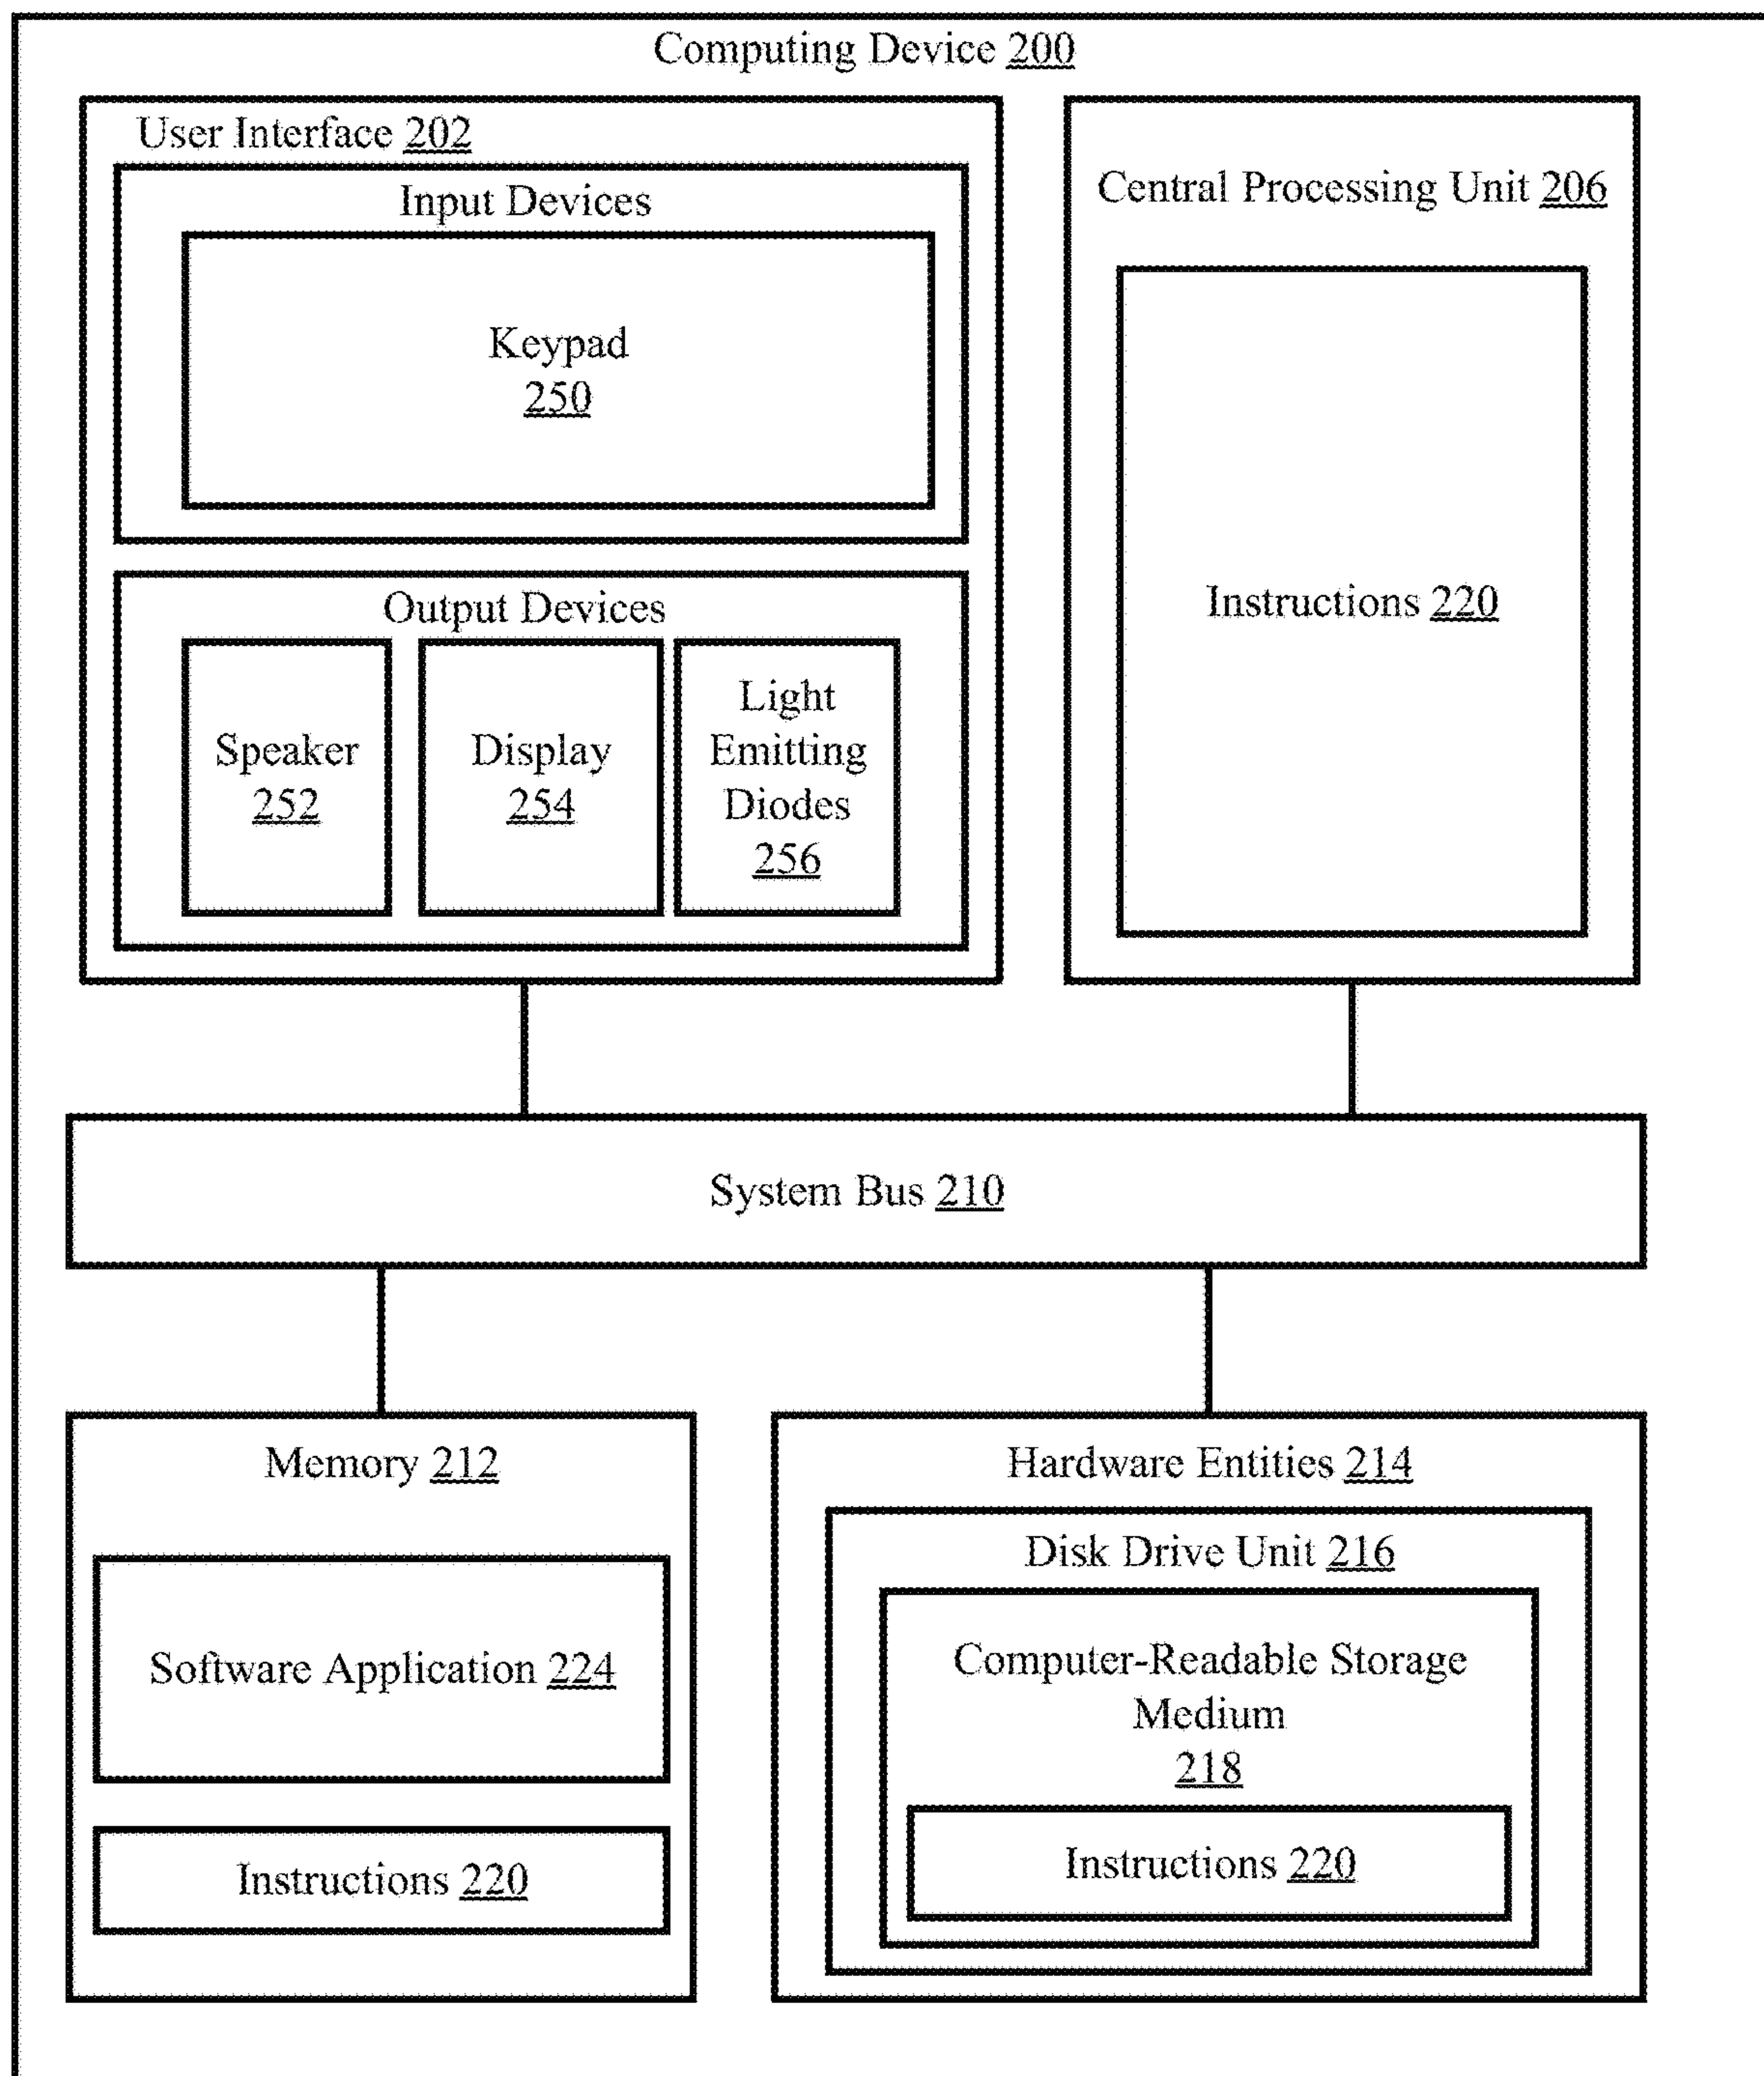 Computing Device 200
User Interface 202
Input Devices
Keypad
250
Output Devices
Speaker
252
Display
254
Light
Emitting
Diodes
256
Central Processing Unit 206
Instructions 220
System Bus 210
Memory 212
Software Application 224
Instructions 220
Hardware Entities 214
Disk Drive Unit 216
Computer-Readable Storage
Medium
218
Instructions 220